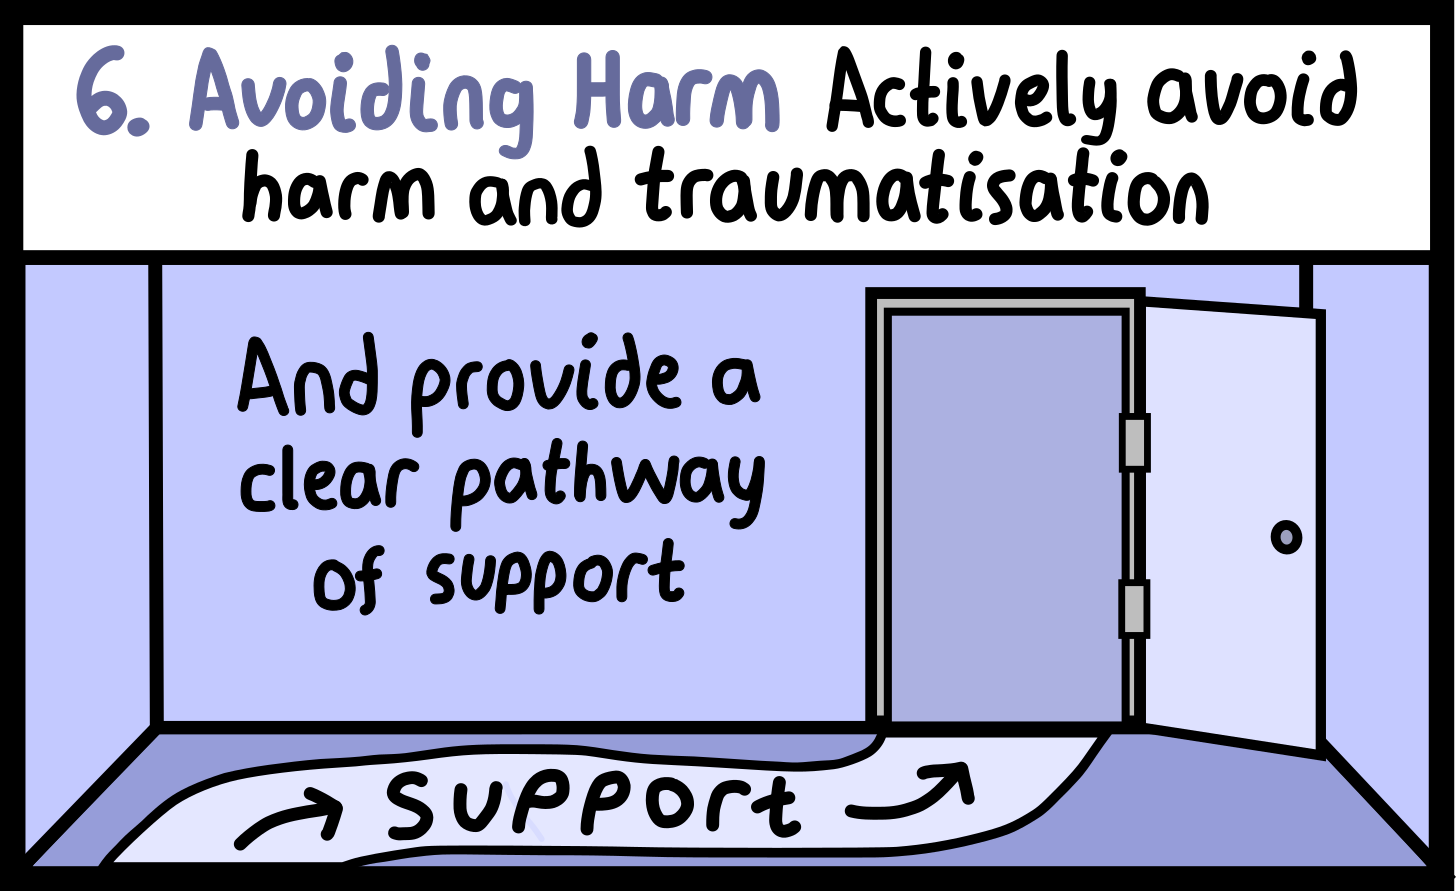 6. Avoiding Harm Actively avoid
harm and traumatisation
And provide a
clear pathway
of support
support